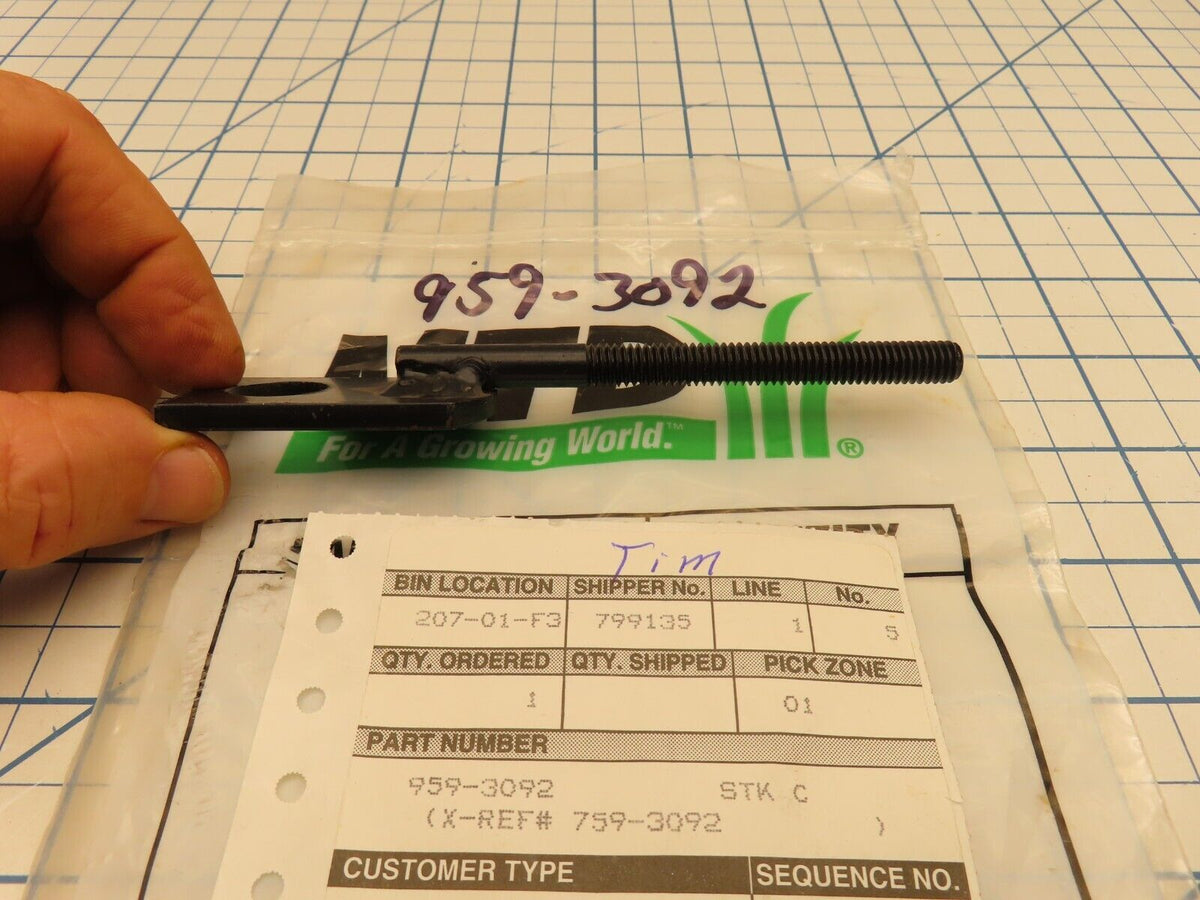 959-3092
MTD
For A Growing World.™
®
Tim
BIN LOCATION SHIPPER No. LINE No.
207-01-F3 799135 1 5
QTY. ORDERED QTY. SHIPPED PICK ZONE
1 01
PART NUMBER
959-3092 STK C
(X-REF# 759-3092 )
CUSTOMER TYPE SEQUENCE NO.